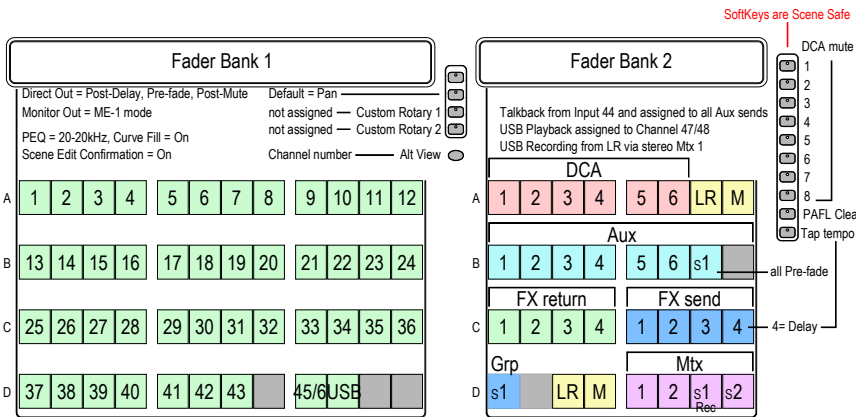 SoftKeys are Scene Safe
Fader Bank 1
Fader Bank 2
DCA mute
1
2
3
4
5
6
7
8
PAFL Clea
Tap tempo
Direct Out = Post-Delay, Pre-fade, Post-Mute
Monitor Out = ME-1 mode
PEQ = 20-20kHz, Curve Fill = On
Scene Edit Confirmation = On
Default = Pan
not assigned — Custom Rotary 1
not assigned — Custom Rotary 2
Channel number — Alt View
Talkback from Input 44 and assigned to all Aux sends
USB Playback assigned to Channel 47/48
USB Recording from LR via stereo Mtx 1
A 1 2 3 4 5 6 7 8 9 10 11 12
B 13 14 15 16 17 18 19 20 21 22 23 24
C 25 26 27 28 29 30 31 32 33 34 35 36
D 37 38 39 40 41 42 43 45/6 USB
DCA
A 1 2 3 4 5 6 LR M
Aux
B 1 2 3 4 5 6 s1
all Pre-fade
FX return FX send
C 1 2 3 4 1 2 3 4
4= Delay
Grp Mtx
D s1 LR M 1 2 s1 s2
Rec